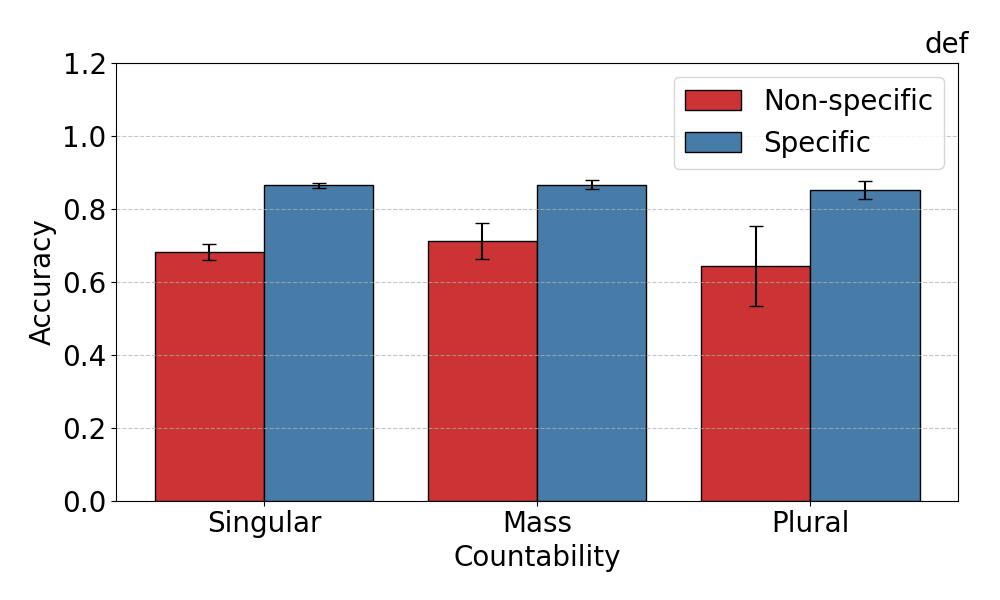 def
1.2
1.0
0.8
0.6
0.4
0.2
0.0
Accuracy
Non-specific
Specific
Singular
Mass
Plural
Countability